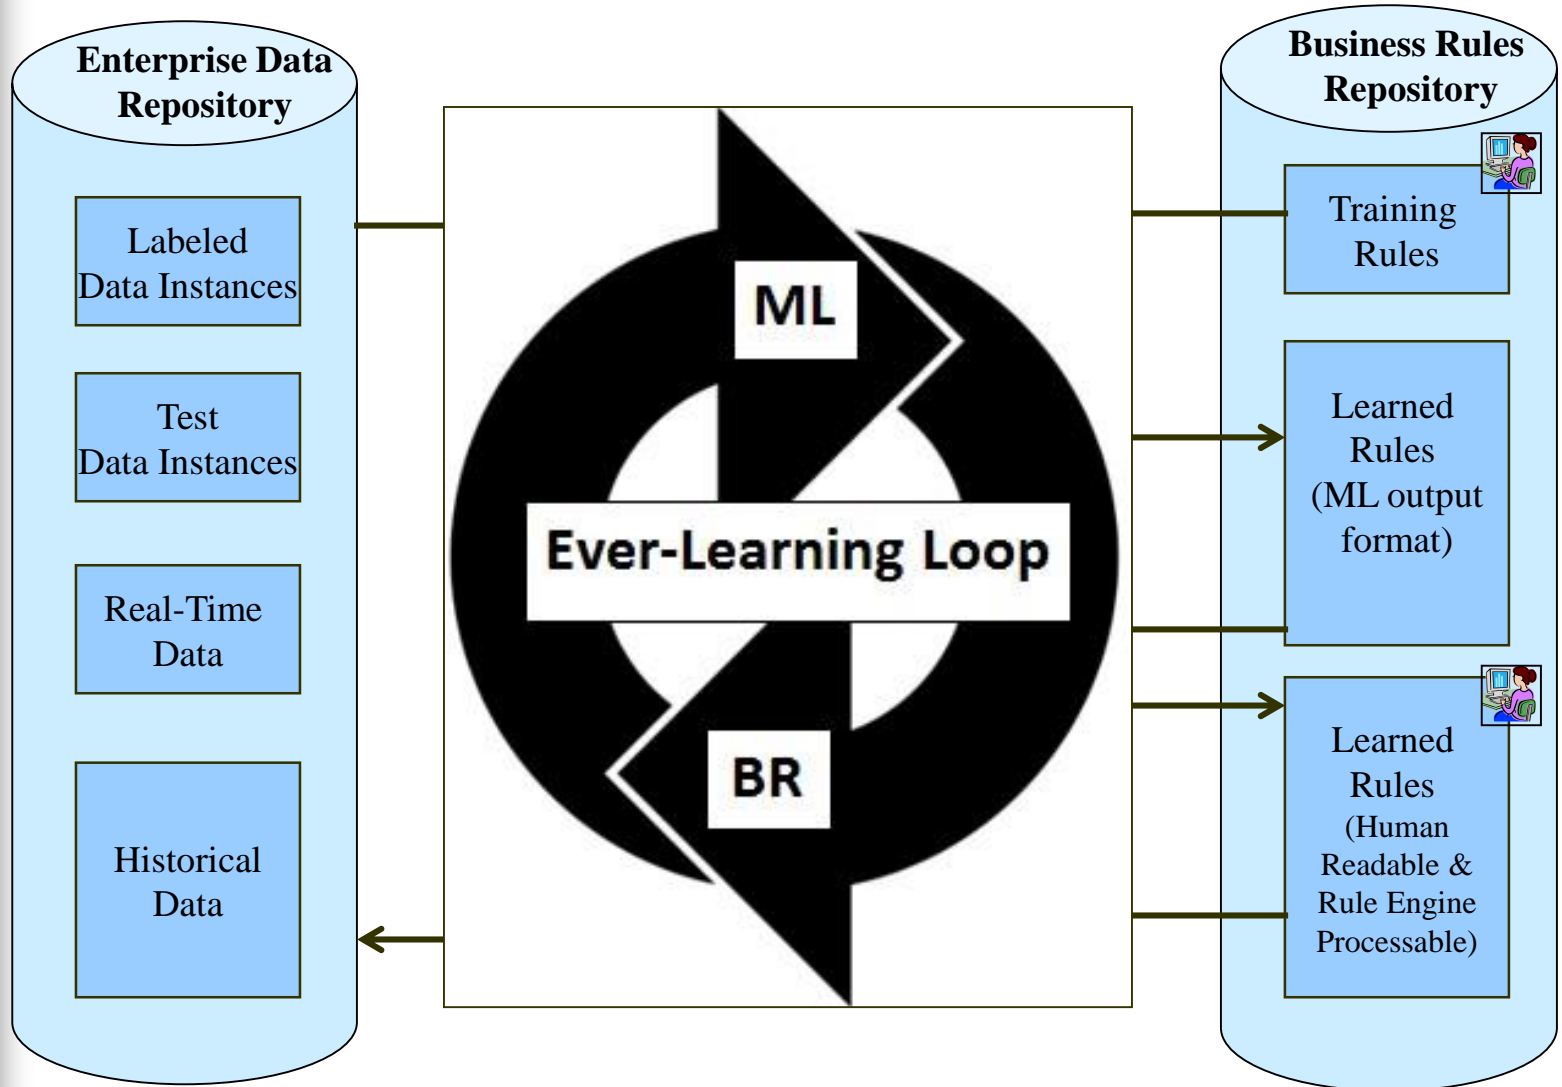 Enterprise Data
Repository
Labeled
Data Instances
Test
Data Instances
Real-Time
Data
Historical
Data
ML
Ever-Learning Loop
BR
Business Rules
Repository
Training
Rules
Learned
Rules
(ML output
format)
Learned
Rules
(Human
Readable &
Rule Engine
Processable)